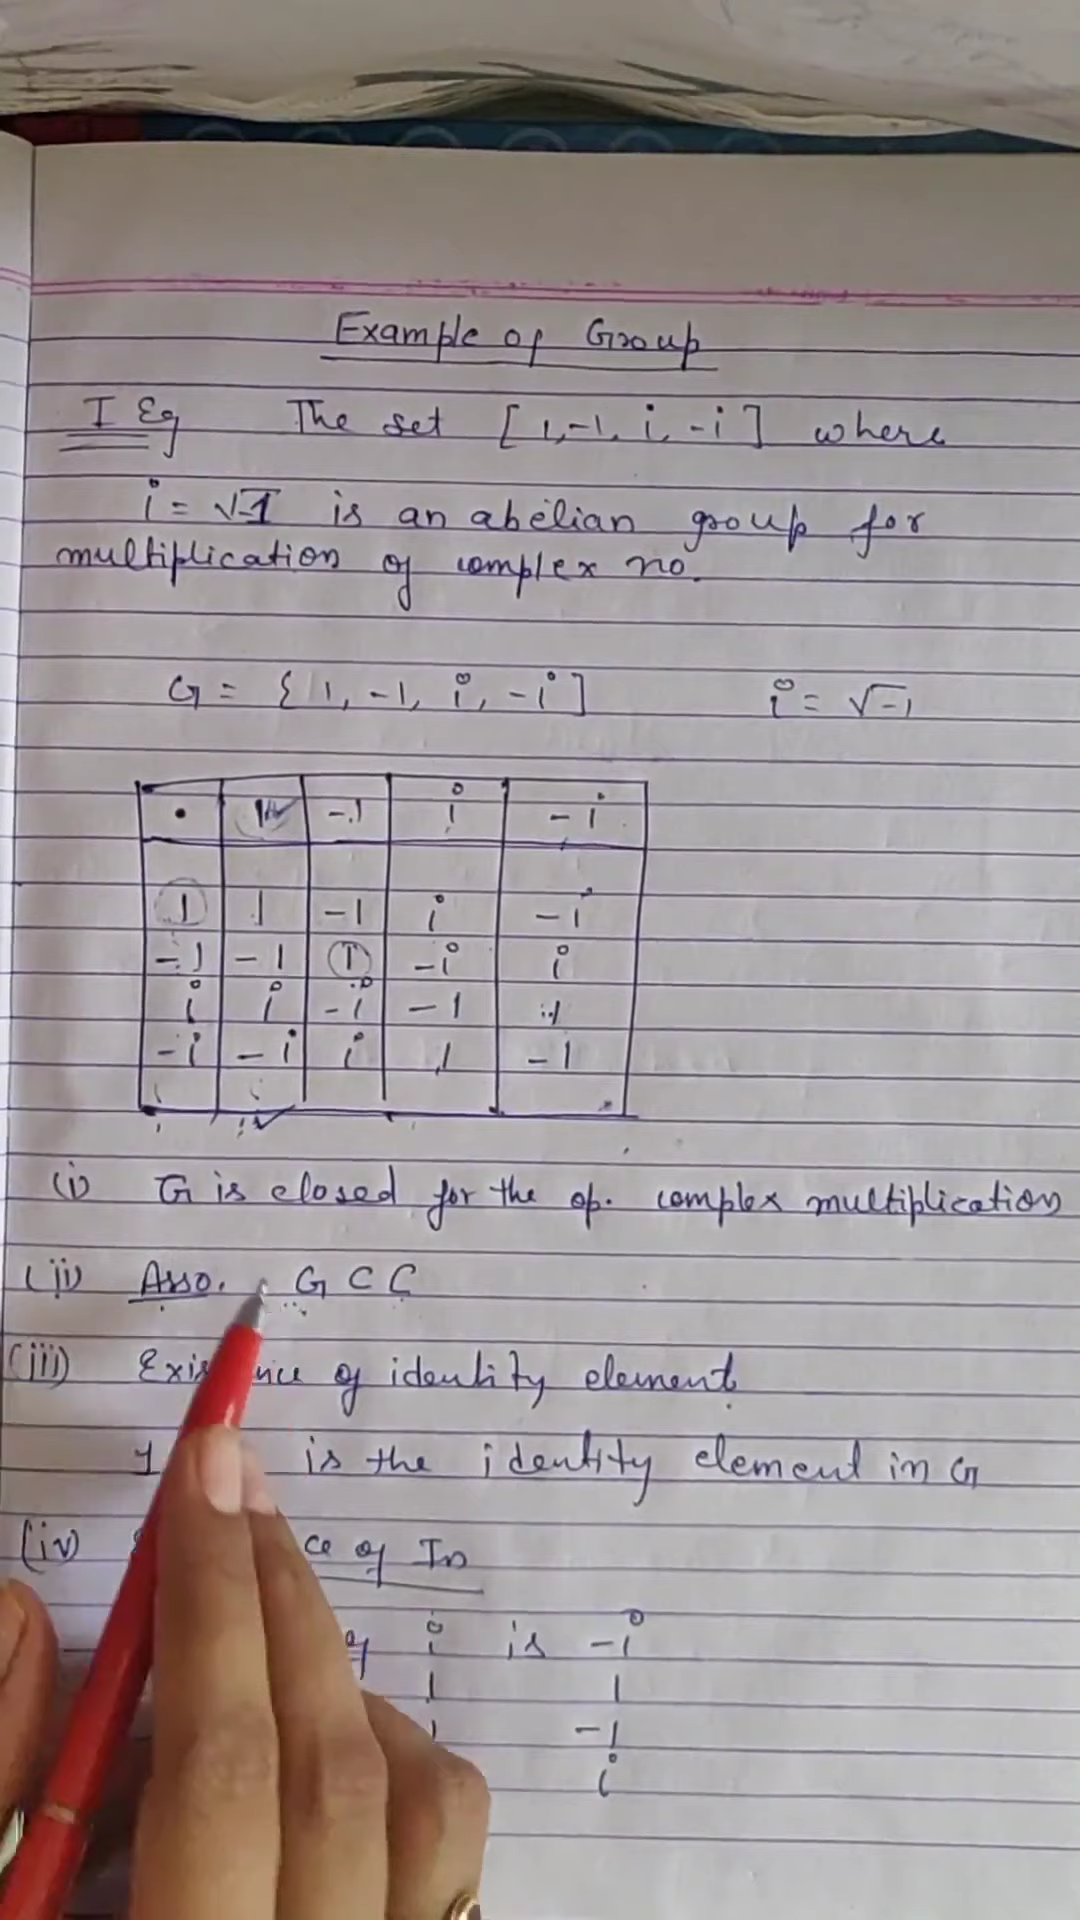 Example of Group
I Eg The set [1,-1, i, -i] where
i = √-1 is an abelian group for
multiplication of complex no.
G = {1, -1, i, -i] i = √-1
• 1 -1 i -i
1 1 -1 i -i
-1 -1 1 -i i
i i -i -1 1
-i -i i 1 -1
(i) G is closed for the op. complex multiplication
(ii) Asso. G ⊂ C
(iii) of identity element
1 is the identity element in G
(iv) of In
of i is -i
1 1
-1
i